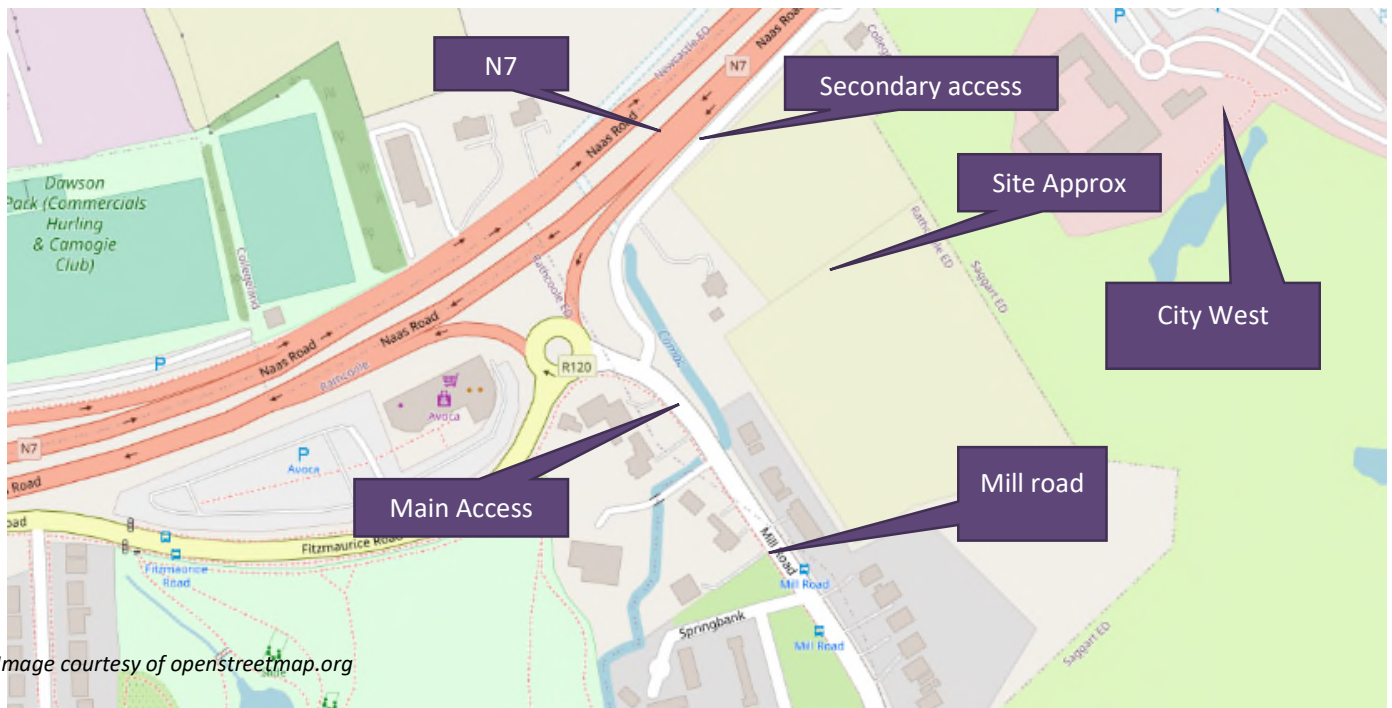 P
Naas Road
N7
Newcastle ED
N7
Secondary access
Naas Road
Site Approx
Dawson
Park (Commercials
Hurling
& Camogie
Club)
Collegeland
Rathcoole ED
Rathcoole ED
Saggart ED
City West
Naas Road
Naas Road
P
R120
Camac
Rathcoole
Avoca
N7
P
Avoca
Main Access
Mill road
Fitzmaurice Road
Fitzmaurice
Road
Mill Road
Mill Road
Springbank
Mill Road
Saggart ED
Image courtesy of openstreetmap.org
Slide